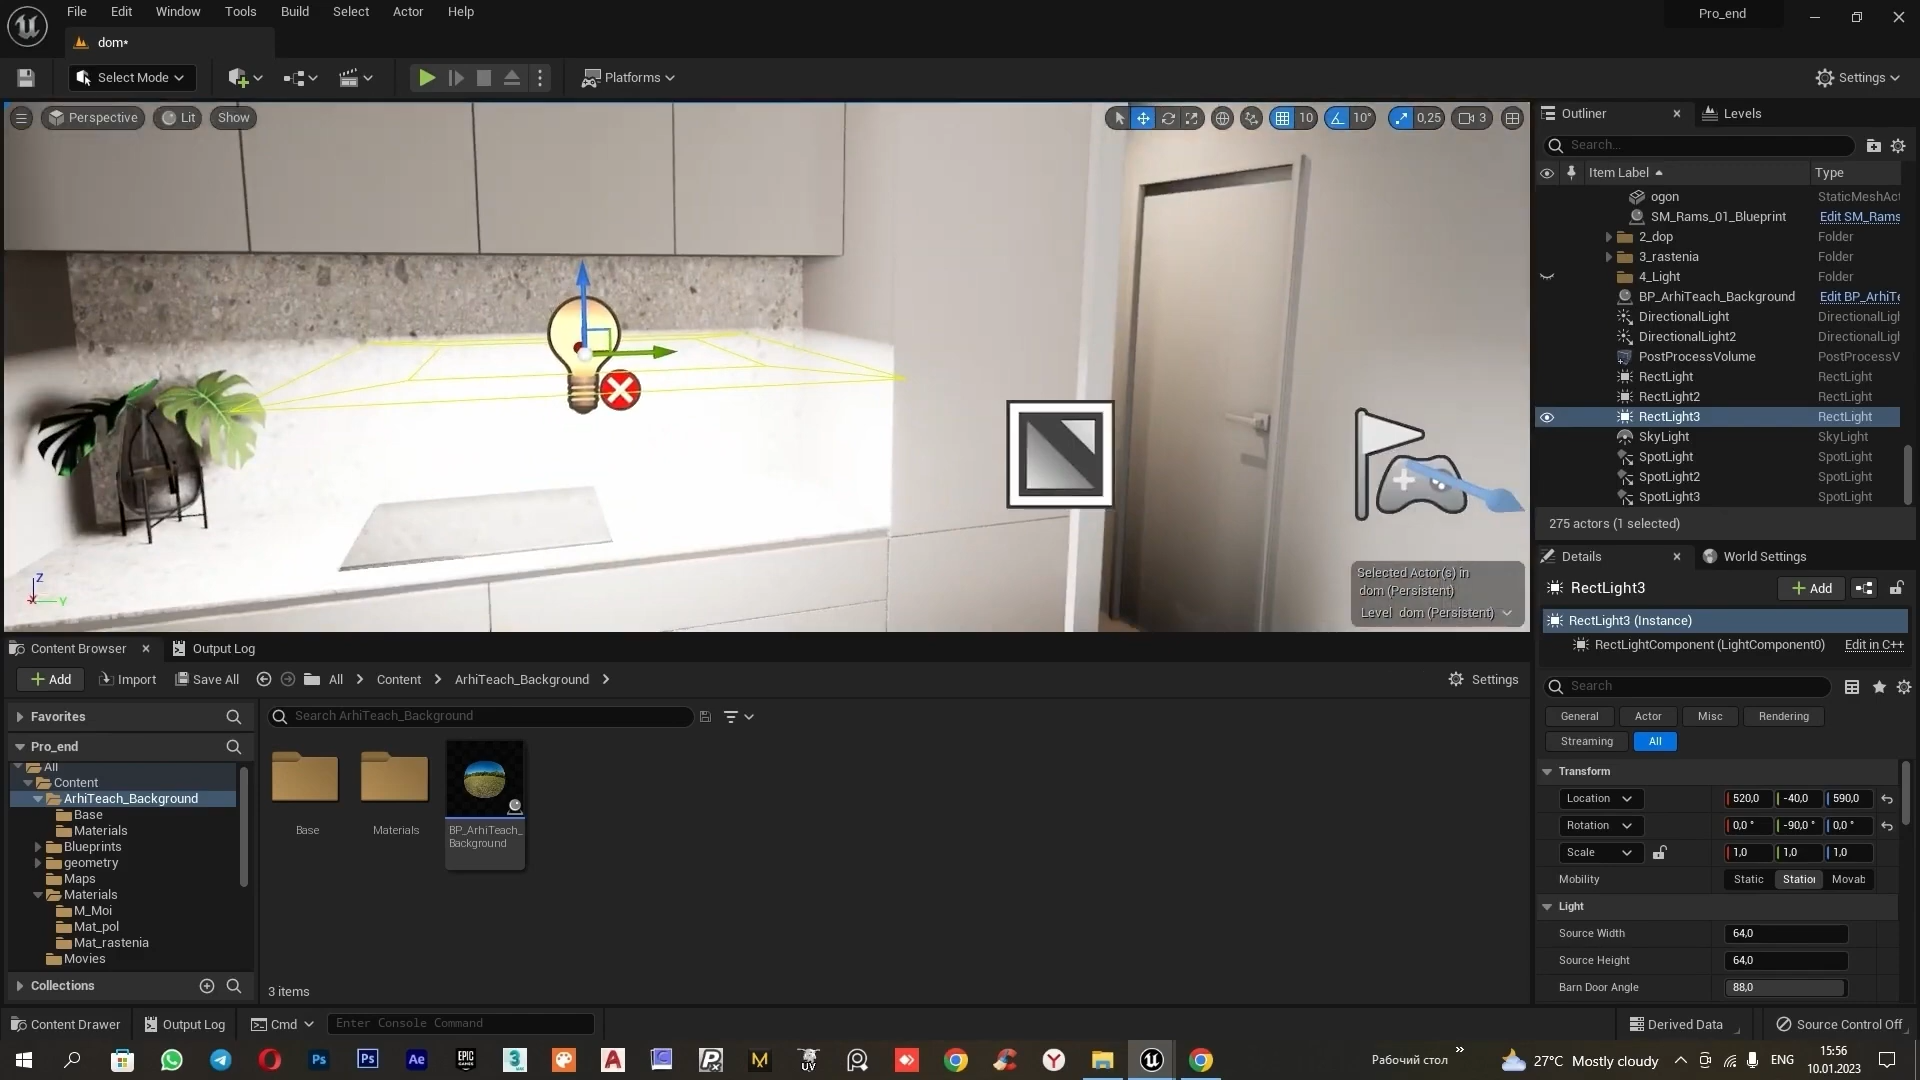 File Edit Window Tools Build Select Actor Help
Pro_end
dom*
Select Mode
Platforms
Settings
Perspective
Lit
Show
10
10°
0,25
3
Selected Actor(s) in
dom (Persistent)
Level dom (Persistent)
Outliner
Levels
Search...
Item Label
Type
ogon StaticMeshAct
SM_Rams_01_Blueprint Edit SM_Rams
2_dop Folder
3_rastenia Folder
4_Light Folder
BP_ArhiTeach_Background Edit BP_ArhiTe
DirectionalLight DirectionalLigh
DirectionalLight2 DirectionalLigh
PostProcessVolume PostProcessV
RectLight RectLight
RectLight2 RectLight
RectLight3 RectLight
SkyLight SkyLight
SpotLight SpotLight
SpotLight2 SpotLight
SpotLight3 SpotLight
275 actors (1 selected)
Details
World Settings
RectLight3
Add
RectLight3 (Instance)
RectLightComponent (LightComponent0) Edit in C++
Search
General Actor Misc Rendering
Streaming All
Transform
Location 520,0 -40,0 590,0
Rotation 0,0 ° -90,0 ° 0,0 °
Scale 1,0 1,0 1,0
Mobility Static Station Movab
Light
Source Width 64,0
Source Height 64,0
Barn Door Angle 88,0
Content Browser
Output Log
Add Import Save All All Content ArhiTeach_Background Settings
Favorites
Pro_end
All
Content
ArhiTeach_Background
Base
Materials
Blueprints
geometry
Maps
Materials
M_Moi
Mat_pol
Mat_rastenia
Movies
Collections
Search ArhiTeach_Background
Base
Materials
BP_ArhiTeach_
Background
3 items
Content Drawer Output Log Cmd Enter Console Command Derived Data Source Control Off
Рабочий стол
27°C Mostly cloudy
ENG
15:56
10.01.2023